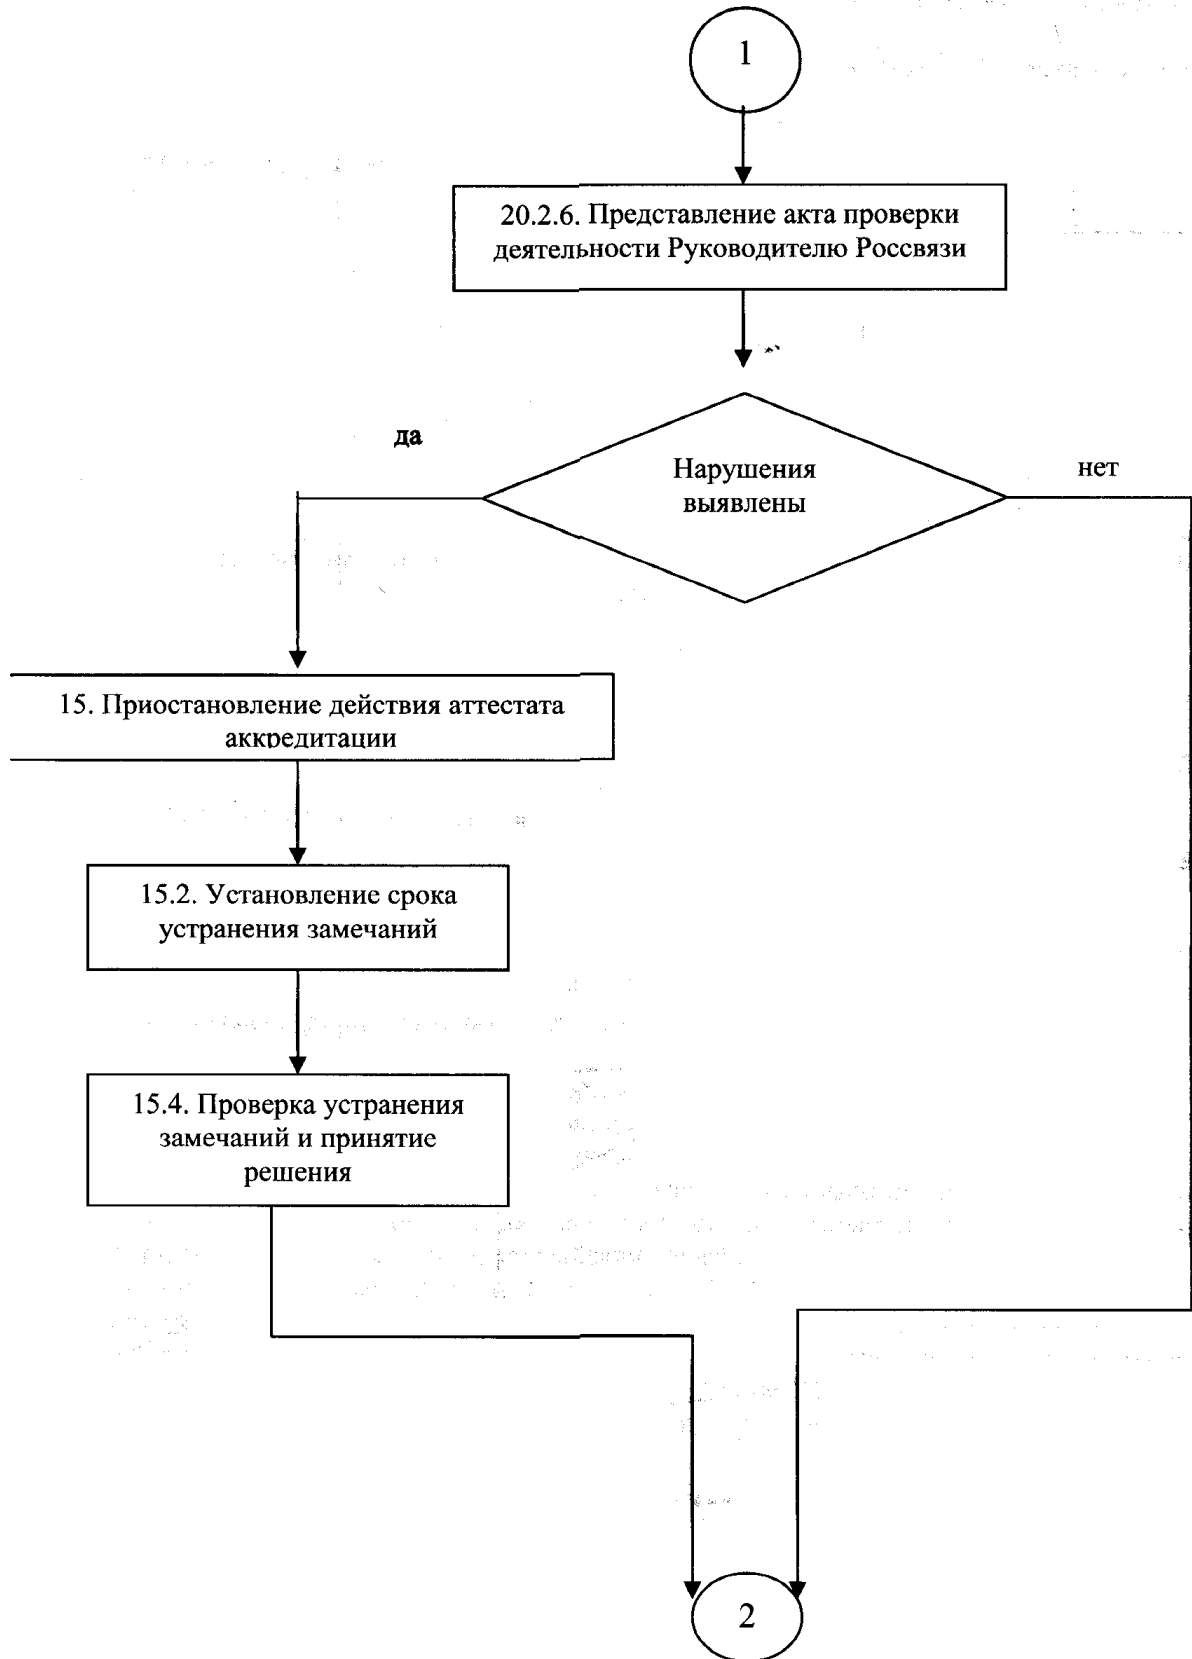 1
20.2.6. Представление акта проверки
деятельности Руководителю Россвязи
да
Нарушения
выявлены
нет
15. Приостановление действия аттестата
аккредитации
15.2. Установление срока
устранения замечаний
15.4. Проверка устранения
замечаний и принятие
решения
2